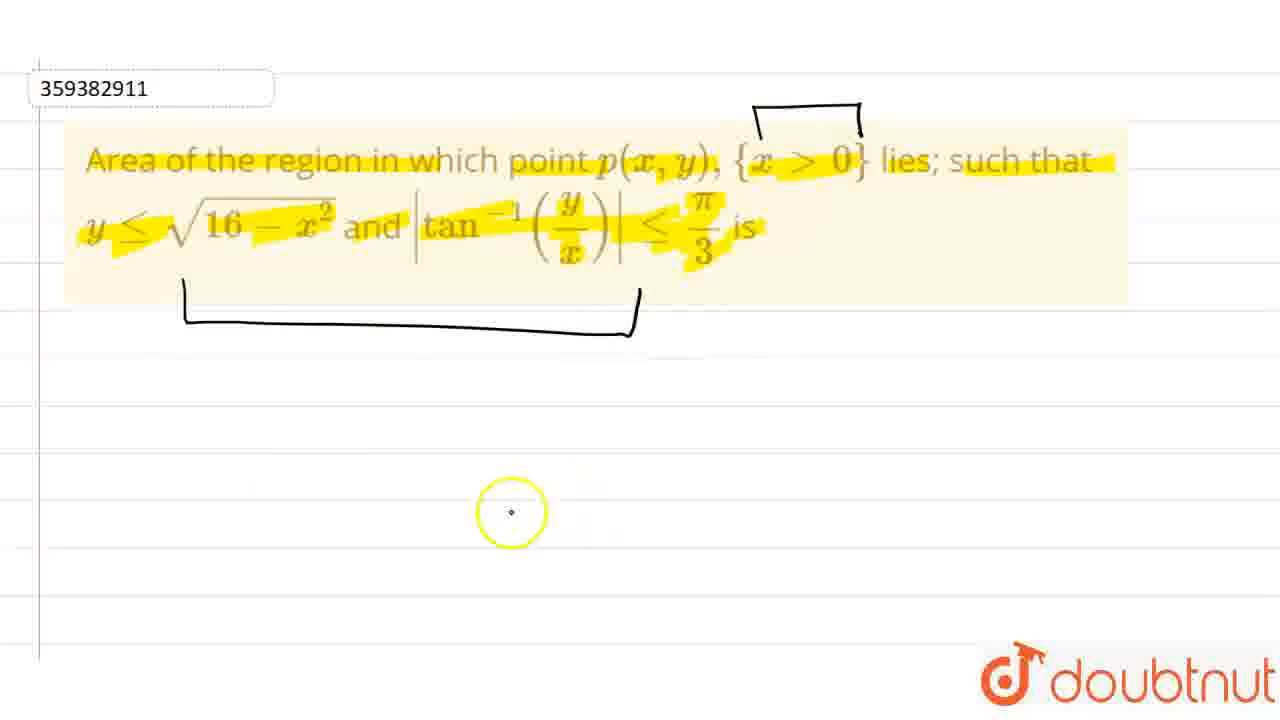 359382911
Area of the region in which point p(x, y), {x > 0} lies; such that
y ≤ √(16 − x²) and |tan⁻¹(y/x)| ≤ π/3 is
doubtnut